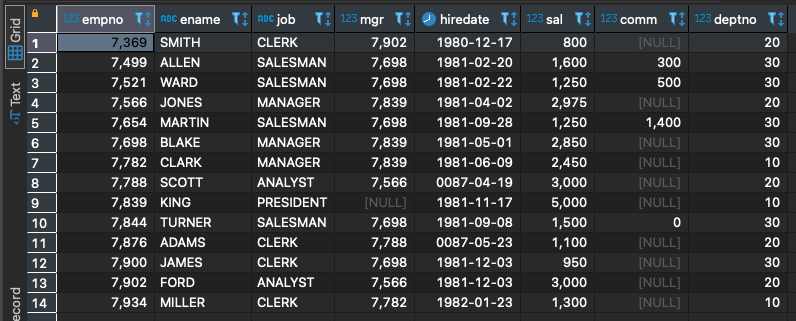 Grid
Text
ecord
123 empno ABC ename ABC job 123 mgr hiredate 123 sal 123 comm 123 deptno
1 7,369 SMITH CLERK 7,902 1980-12-17 800 [NULL] 20
2 7,499 ALLEN SALESMAN 7,698 1981-02-20 1,600 300 30
3 7,521 WARD SALESMAN 7,698 1981-02-22 1,250 500 30
4 7,566 JONES MANAGER 7,839 1981-04-02 2,975 [NULL] 20
5 7,654 MARTIN SALESMAN 7,698 1981-09-28 1,250 1,400 30
6 7,698 BLAKE MANAGER 7,839 1981-05-01 2,850 [NULL] 30
7 7,782 CLARK MANAGER 7,839 1981-06-09 2,450 [NULL] 10
8 7,788 SCOTT ANALYST 7,566 0087-04-19 3,000 [NULL] 20
9 7,839 KING PRESIDENT [NULL] 1981-11-17 5,000 [NULL] 10
10 7,844 TURNER SALESMAN 7,698 1981-09-08 1,500 0 30
11 7,876 ADAMS CLERK 7,788 0087-05-23 1,100 [NULL] 20
12 7,900 JAMES CLERK 7,698 1981-12-03 950 [NULL] 30
13 7,902 FORD ANALYST 7,566 1981-12-03 3,000 [NULL] 20
14 7,934 MILLER CLERK 7,782 1982-01-23 1,300 [NULL] 10